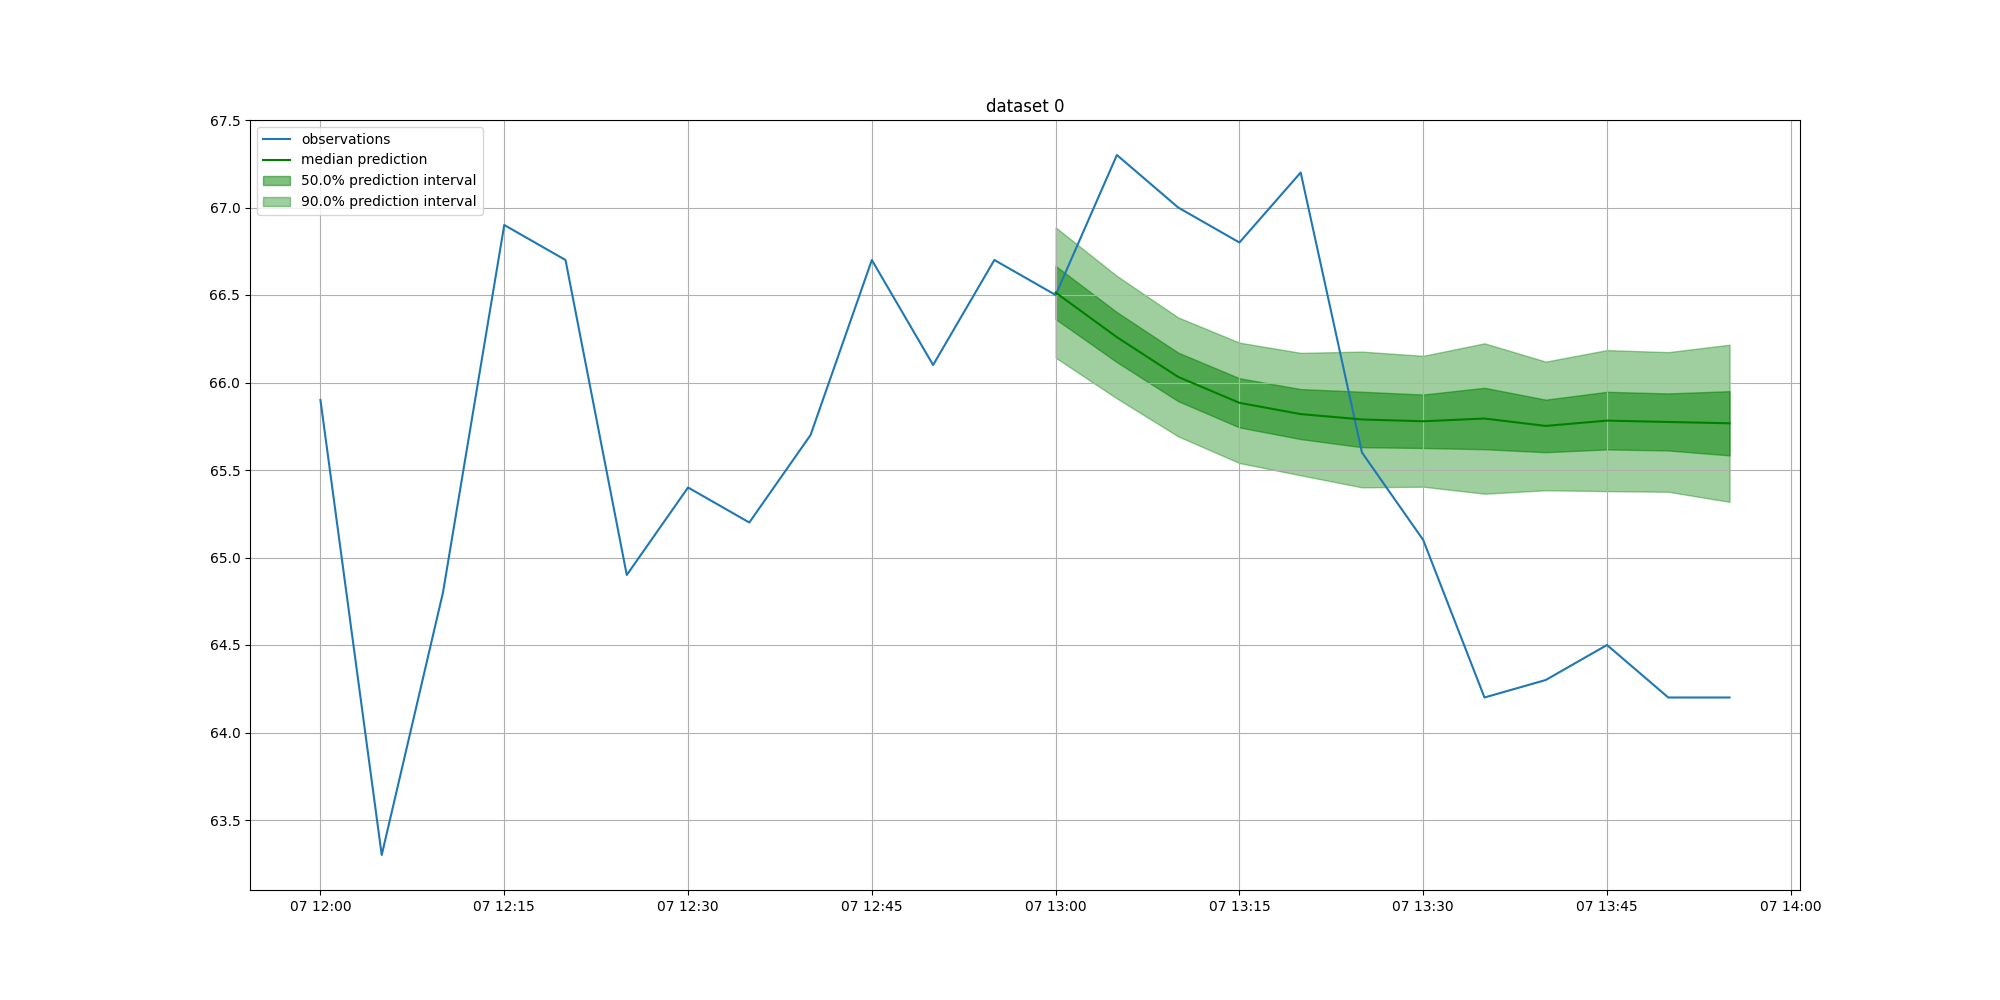 dataset 0
67.5
67.0
66.5
66.0
65.5
65.0
64.5
64.0
63.5
observations
median prediction
50.0% prediction interval
90.0% prediction interval
07 12:00 07 12:15 07 12:30 07 12:45 07 13:00 07 13:15 07 13:30 07 13:45 07 14:00